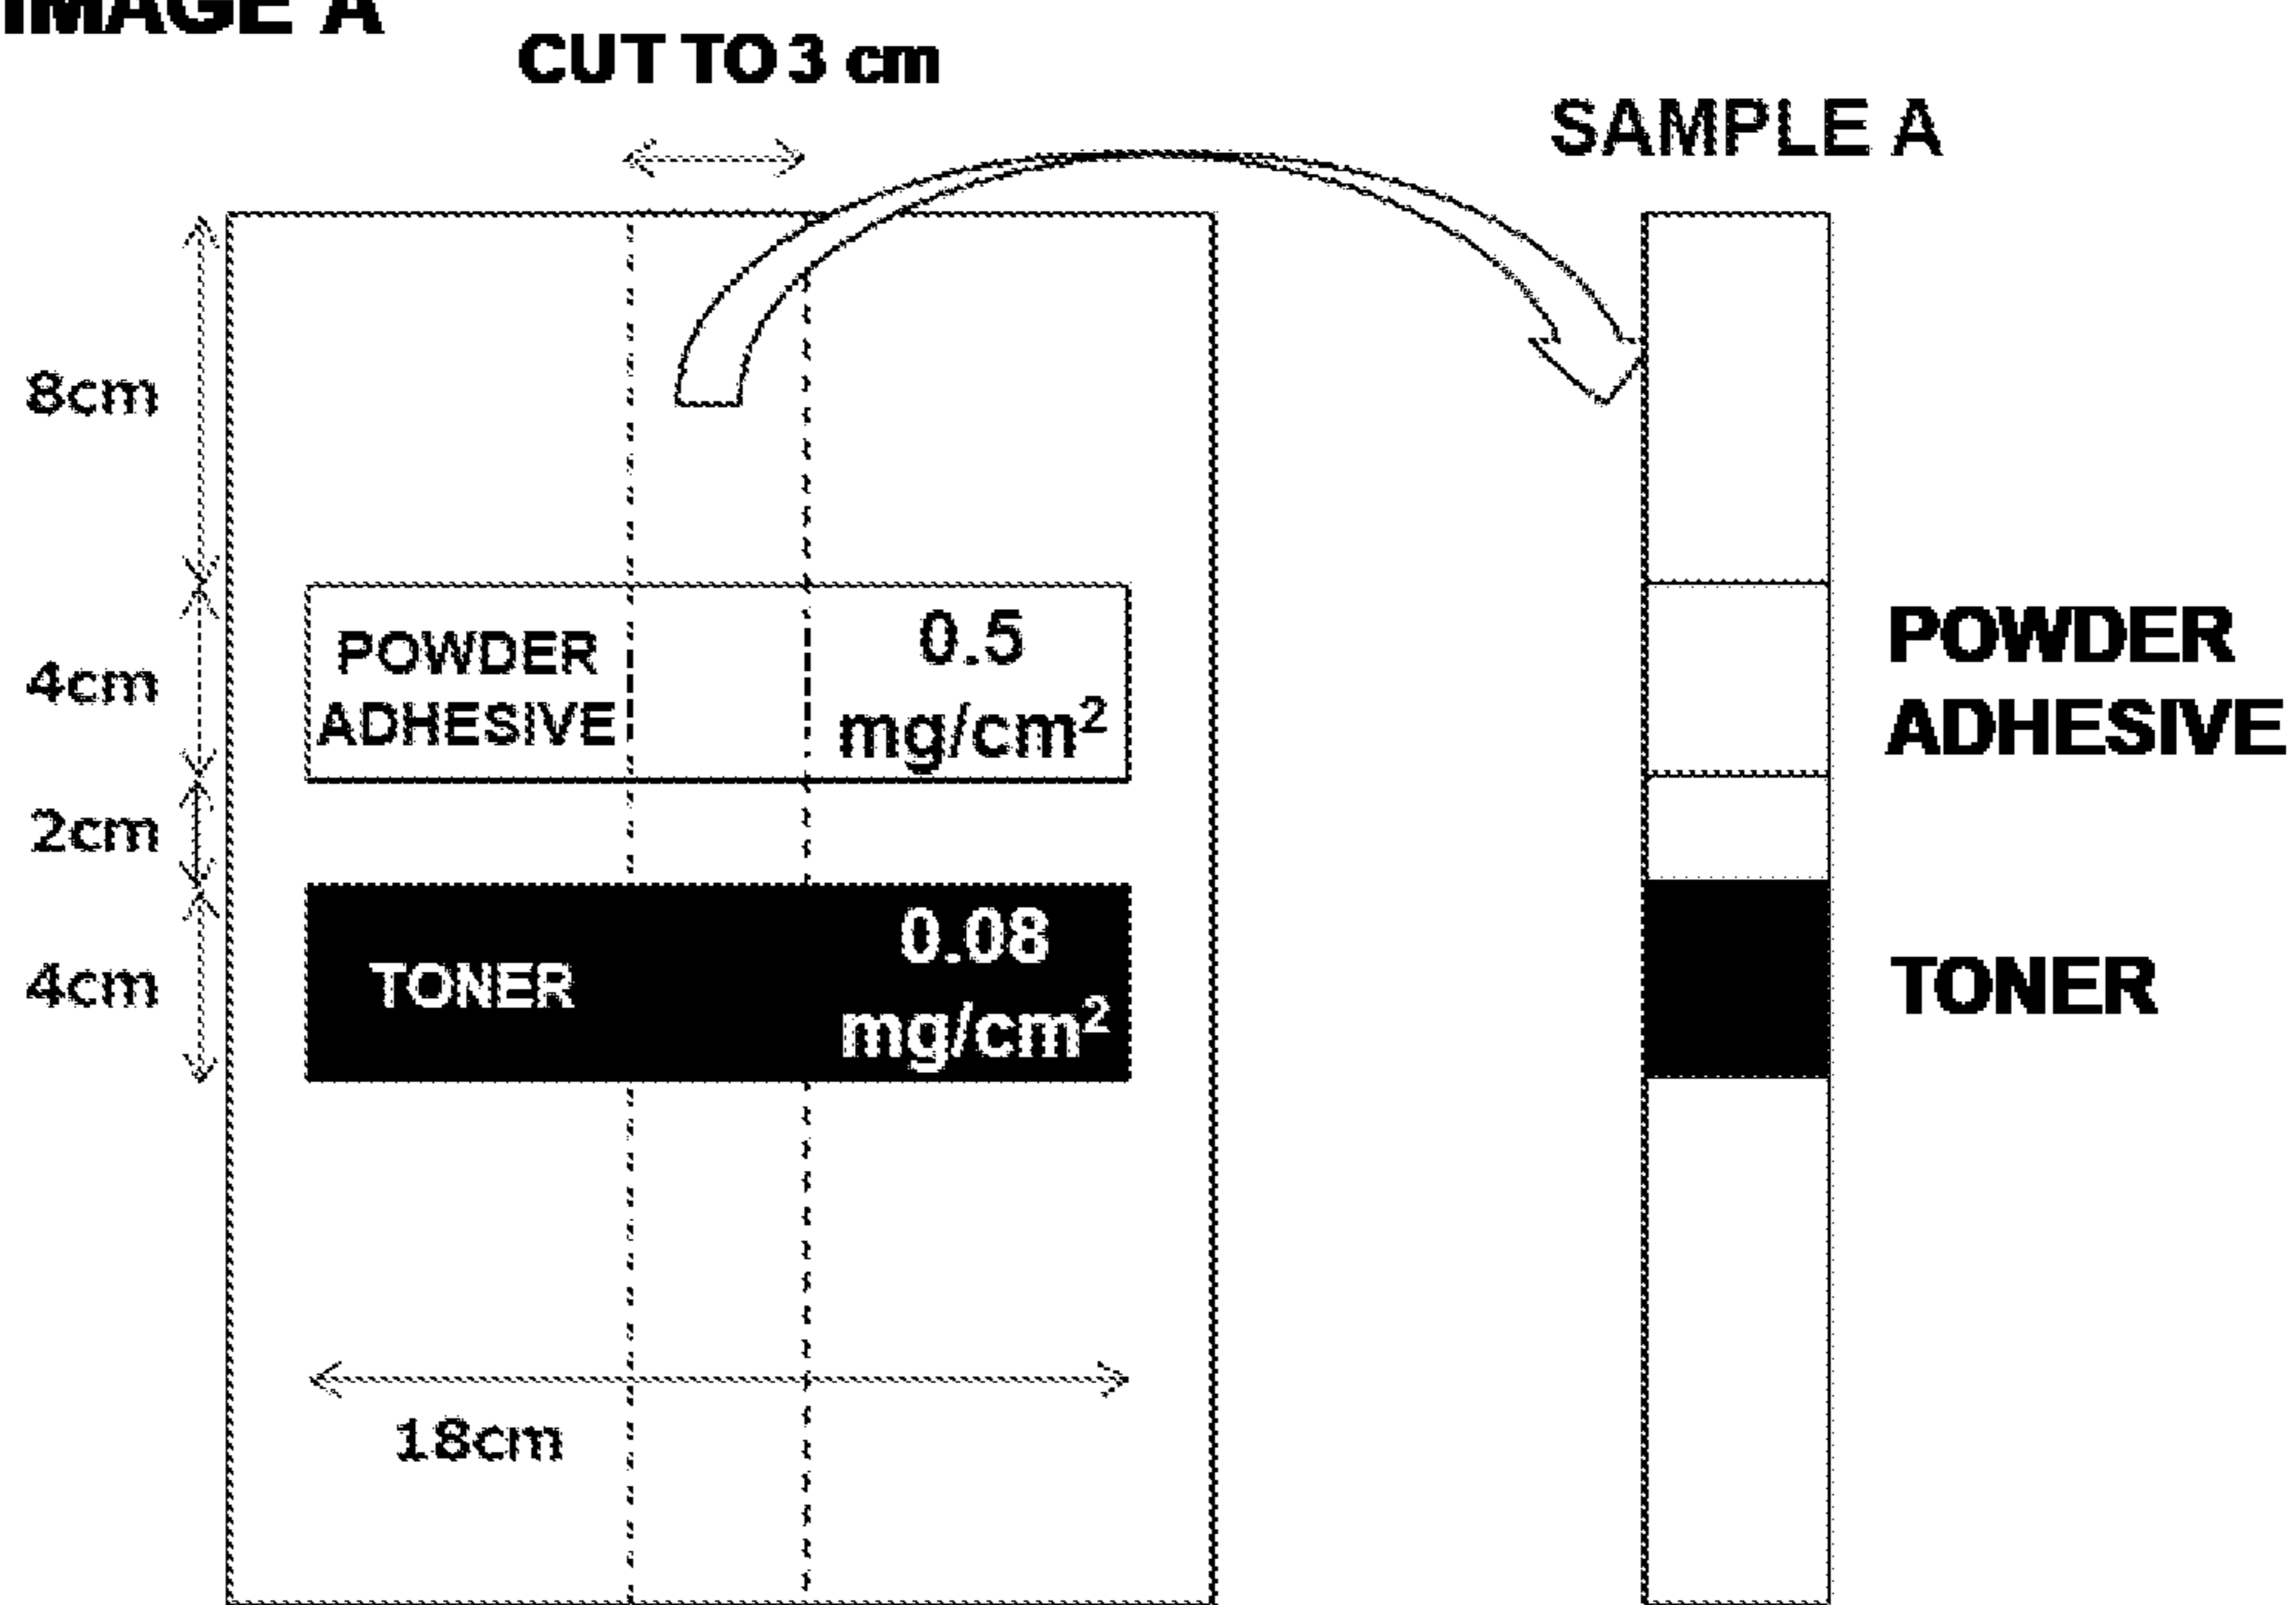 IMAGE A
CUT TO 3 cm
SAMPLE A
8cm
POWDER
ADHESIVE
0.5
mg/cm²
4cm
POWDER
ADHESIVE
2cm
TONER
0.08
mg/cm²
4cm
TONER
18cm